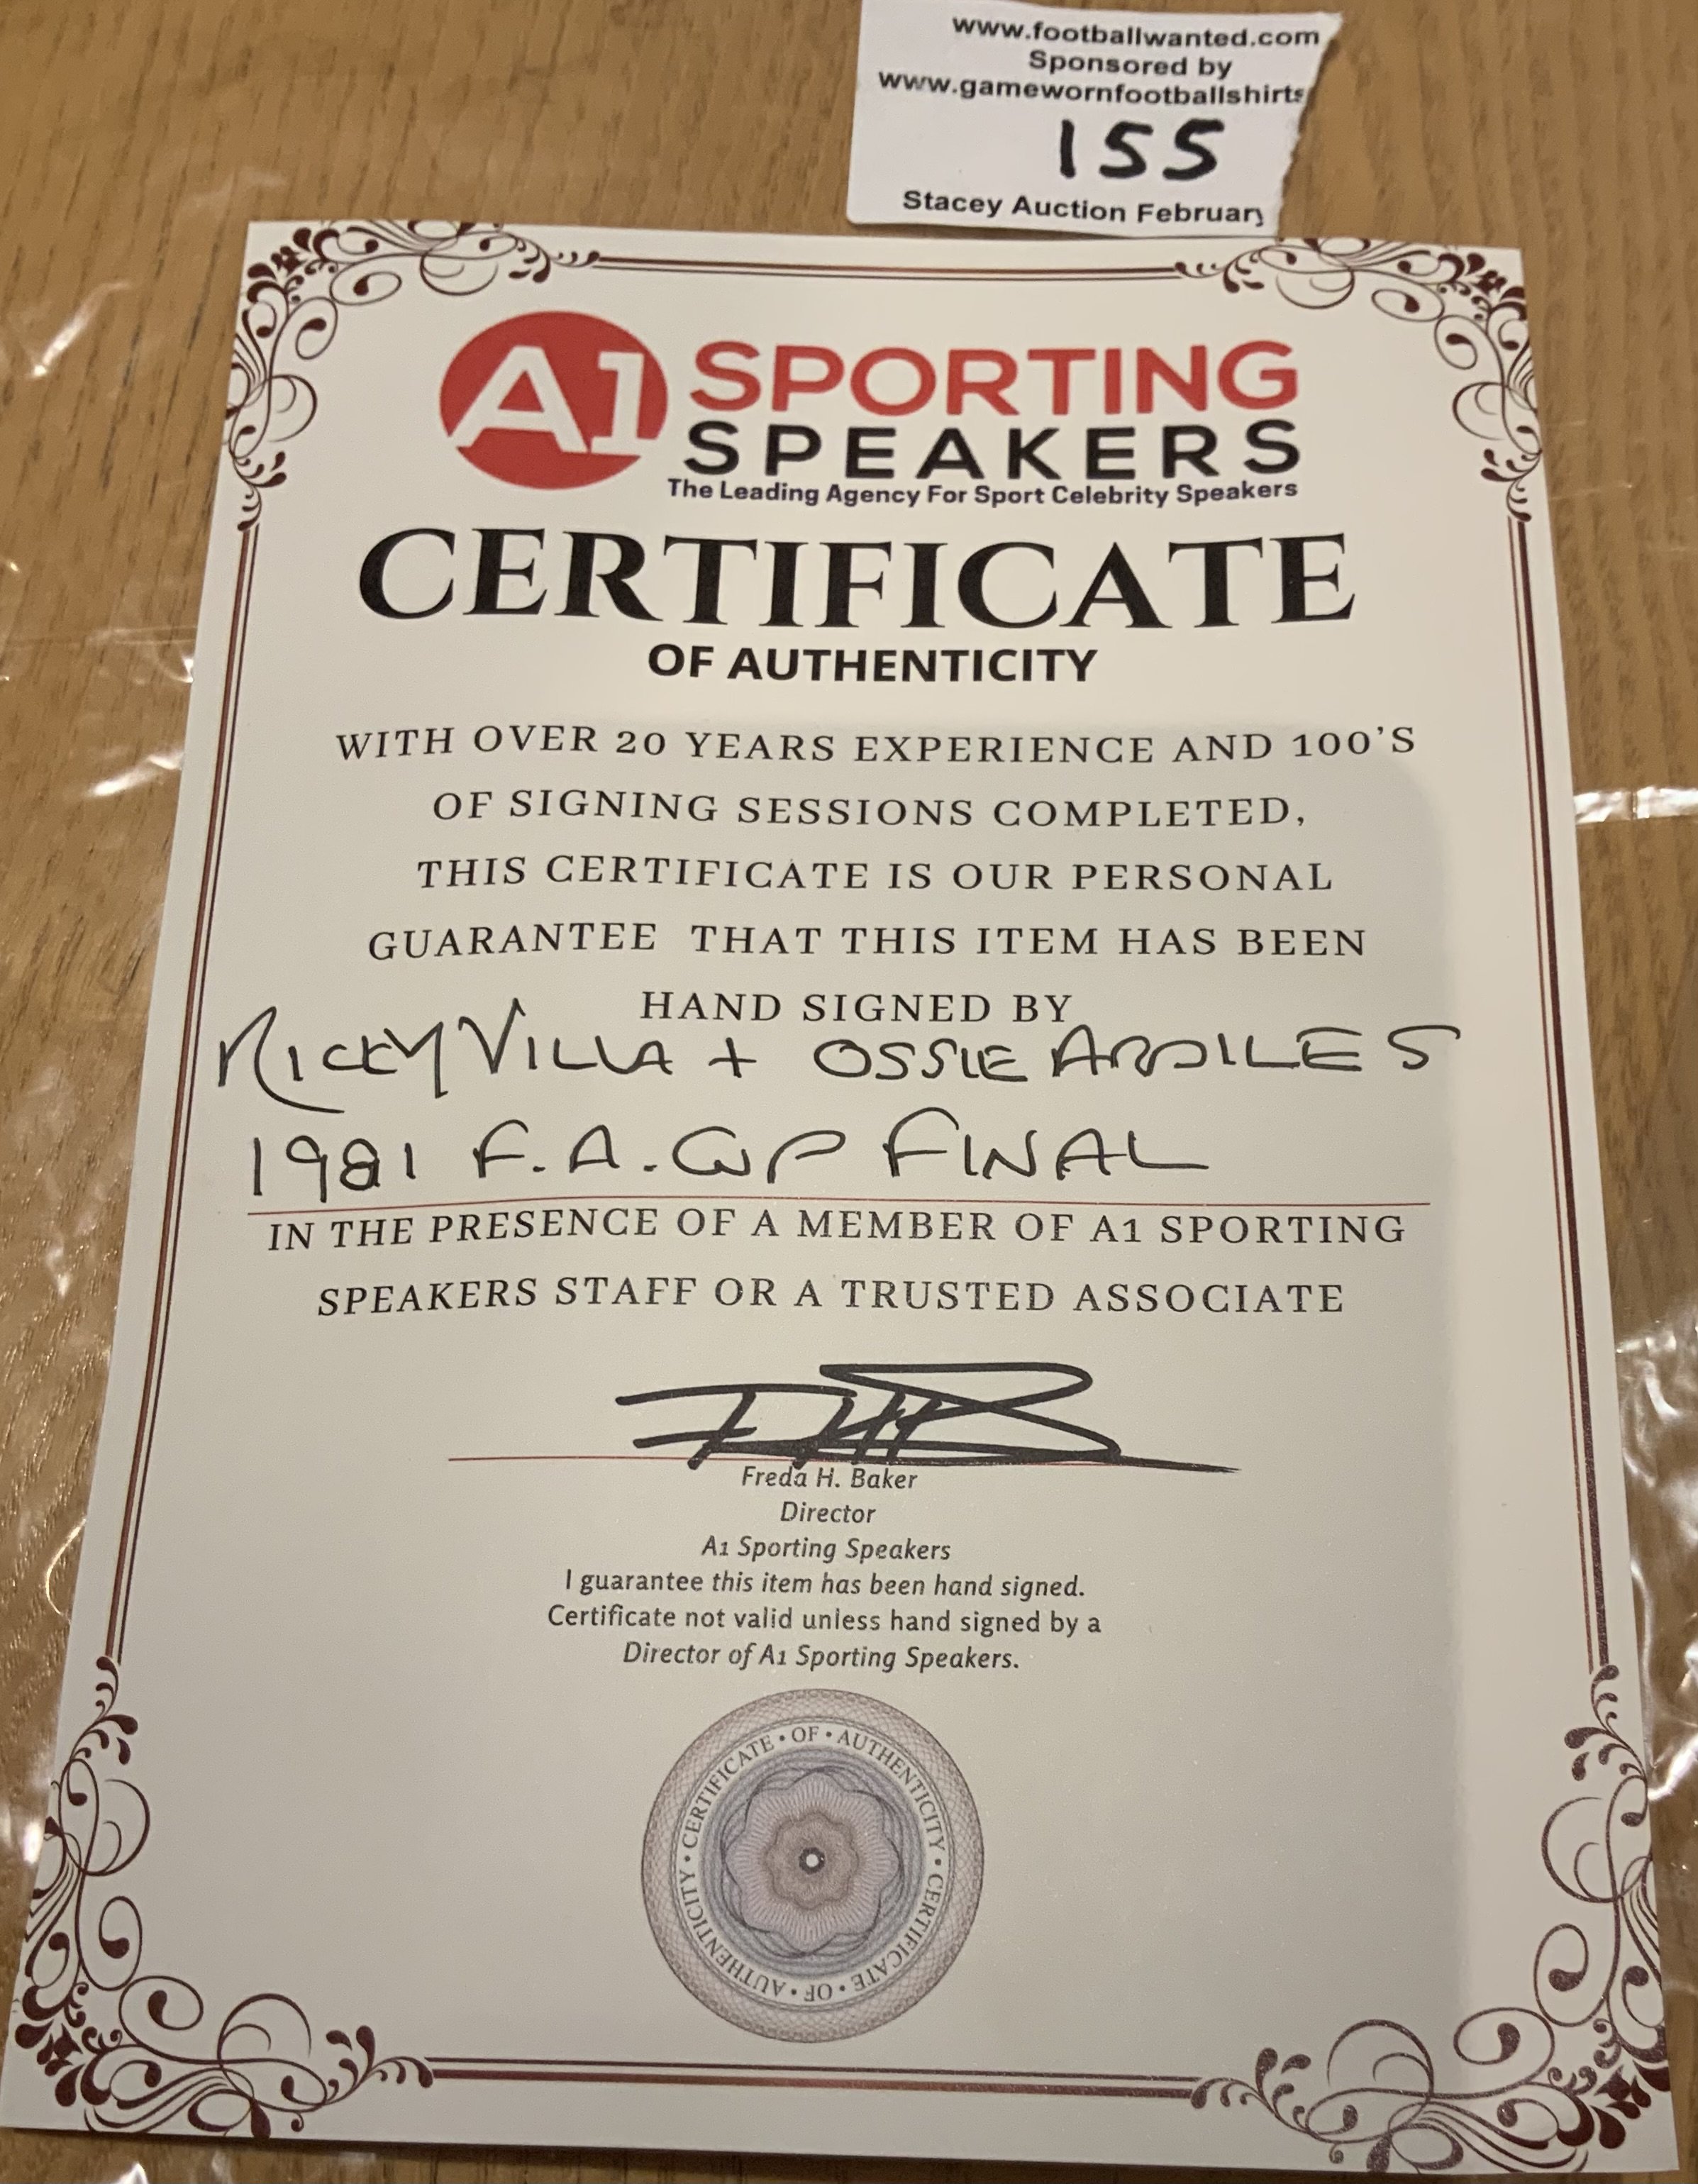 www.footballwanted.com
Sponsored by
www.gamewornfootballshirts
155
Stacey Auction February
A1 SPORTING
SPEAKERS
The Leading Agency For Sport Celebrity Speakers
CERTIFICATE
OF AUTHENTICITY
WITH OVER 20 YEARS EXPERIENCE AND 100'S
OF SIGNING SESSIONS COMPLETED,
THIS CERTIFICATE IS OUR PERSONAL
GUARANTEE THAT THIS ITEM HAS BEEN
HAND SIGNED BY
RICKY VILLA + OSSIE ARDILES
1981 F.A. CUP FINAL
IN THE PRESENCE OF A MEMBER OF A1 SPORTING
SPEAKERS STAFF OR A TRUSTED ASSOCIATE
Freda H. Baker
Director
A1 Sporting Speakers
I guarantee this item has been hand signed.
Certificate not valid unless hand signed by a
Director of A1 Sporting Speakers.
CERTIFICATE • OF • AUTHENTICITY • CERTIFICATE • OF • AUTHENTICITY •